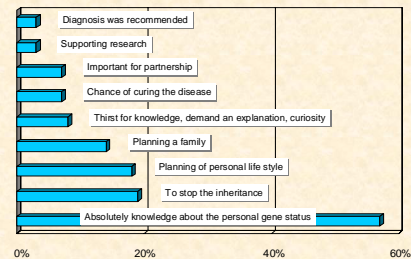 Diagnosis was recommended
Supporting research
Important for partnership
Chance of curing the disease
Thirst for knowledge, demand an explanation, curiosity
Planning a family
Planning of personal life style
To stop the inheritance
Absolutely knowledge about the personal gene status
0% 20% 40% 60%